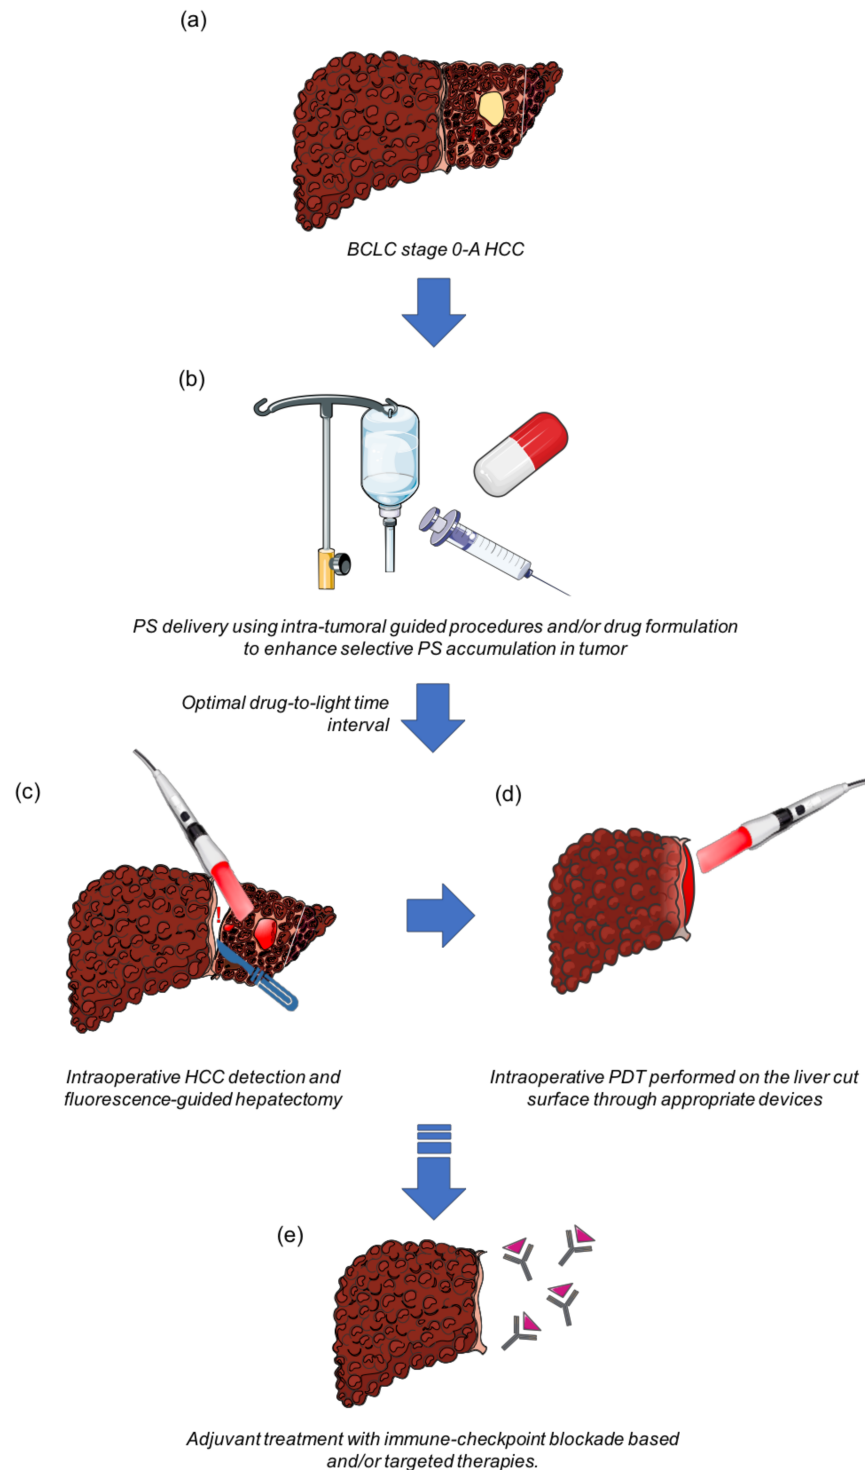 (a)
BCLC stage 0-A HCC
(b)
PS delivery using intra-tumoral guided procedures and/or drug formulation
to enhance selective PS accumulation in tumor
Optimal drug-to-light time
interval
(c)
!
Intraoperative HCC detection and
fluorescence-guided hepatectomy
(d)
Intraoperative PDT performed on the liver cut
surface through appropriate devices
(e)
Adjuvant treatment with immune-checkpoint blockade based
and/or targeted therapies.